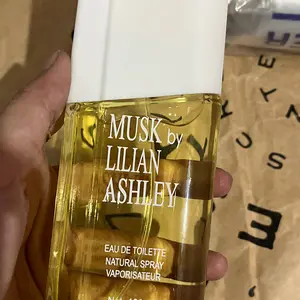 MUSK by
LILIAN
ASHLEY
EAU DE TOILETTE
NATURAL SPRAY
VAPORISATEUR